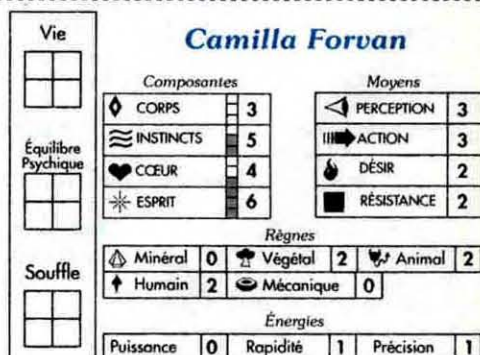 Vie
Équilibre
Psychique
Souffle
Camilla Forvan
Composantes
CORPS 3
INSTINCTS 5
CŒUR 4
ESPRIT 6
Moyens
PERCEPTION 3
ACTION 3
DÉSIR 2
RÉSISTANCE 2
Règnes
Minéral 0 Végétal 2 Animal 2
Humain 2 Mécanique 0
Énergies
Puissance 0 Rapidité 1 Précision 1